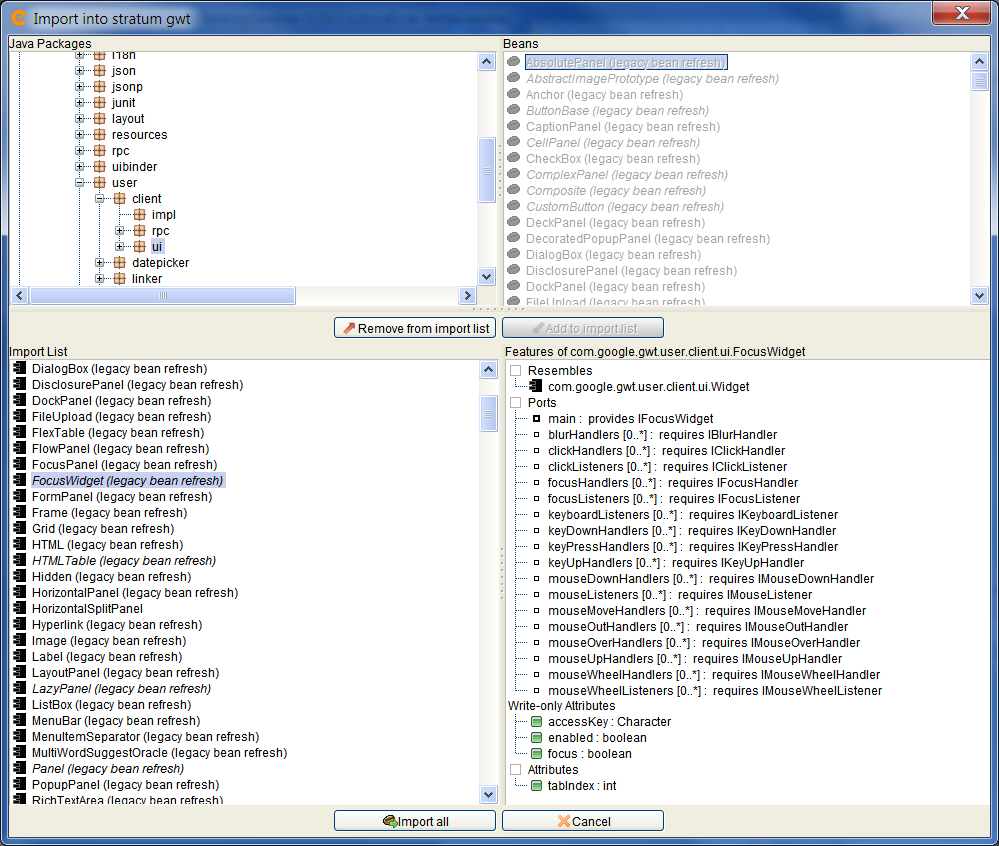 Import into stratum gwt
Java Packages
i18n
json
jsonp
junit
layout
resources
rpc
uibinder
user
client
impl
rpc
ui
datepicker
linker
Beans
AbsolutePanel (legacy bean refresh)
AbstractImagePrototype (legacy bean refresh)
Anchor (legacy bean refresh)
ButtonBase (legacy bean refresh)
CaptionPanel (legacy bean refresh)
CellPanel (legacy bean refresh)
CheckBox (legacy bean refresh)
ComplexPanel (legacy bean refresh)
Composite (legacy bean refresh)
CustomButton (legacy bean refresh)
DeckPanel (legacy bean refresh)
DecoratedPopupPanel (legacy bean refresh)
DialogBox (legacy bean refresh)
DisclosurePanel (legacy bean refresh)
DockPanel (legacy bean refresh)
FileUpload (legacy bean refresh)
Remove from import list
Add to import list
Import List
DialogBox (legacy bean refresh)
DisclosurePanel (legacy bean refresh)
DockPanel (legacy bean refresh)
FileUpload (legacy bean refresh)
FlexTable (legacy bean refresh)
FlowPanel (legacy bean refresh)
FocusPanel (legacy bean refresh)
FocusWidget (legacy bean refresh)
FormPanel (legacy bean refresh)
Frame (legacy bean refresh)
Grid (legacy bean refresh)
HTML (legacy bean refresh)
HTMLTable (legacy bean refresh)
Hidden (legacy bean refresh)
HorizontalPanel (legacy bean refresh)
HorizontalSplitPanel
Hyperlink (legacy bean refresh)
Image (legacy bean refresh)
Label (legacy bean refresh)
LayoutPanel (legacy bean refresh)
LazyPanel (legacy bean refresh)
ListBox (legacy bean refresh)
MenuBar (legacy bean refresh)
MenuItemSeparator (legacy bean refresh)
MultiWordSuggestOracle (legacy bean refresh)
Panel (legacy bean refresh)
PopupPanel (legacy bean refresh)
RichTextArea (legacy bean refresh)
Features of com.google.gwt.user.client.ui.FocusWidget
Resembles
com.google.gwt.user.client.ui.Widget
Ports
main : provides IFocusWidget
blurHandlers [0..*] : requires IBlurHandler
clickHandlers [0..*] : requires IClickHandler
clickListeners [0..*] : requires IClickListener
focusHandlers [0..*] : requires IFocusHandler
focusListeners [0..*] : requires IFocusListener
keyboardListeners [0..*] : requires IKeyboardListener
keyDownHandlers [0..*] : requires IKeyDownHandler
keyPressHandlers [0..*] : requires IKeyPressHandler
keyUpHandlers [0..*] : requires IKeyUpHandler
mouseDownHandlers [0..*] : requires IMouseDownHandler
mouseListeners [0..*] : requires IMouseListener
mouseMoveHandlers [0..*] : requires IMouseMoveHandler
mouseOutHandlers [0..*] : requires IMouseOutHandler
mouseOverHandlers [0..*] : requires IMouseOverHandler
mouseUpHandlers [0..*] : requires IMouseUpHandler
mouseWheelHandlers [0..*] : requires IMouseWheelHandler
mouseWheelListeners [0..*] : requires IMouseWheelListener
Write-only Attributes
accessKey : Character
enabled : boolean
focus : boolean
Attributes
tabIndex : int
Import all
Cancel